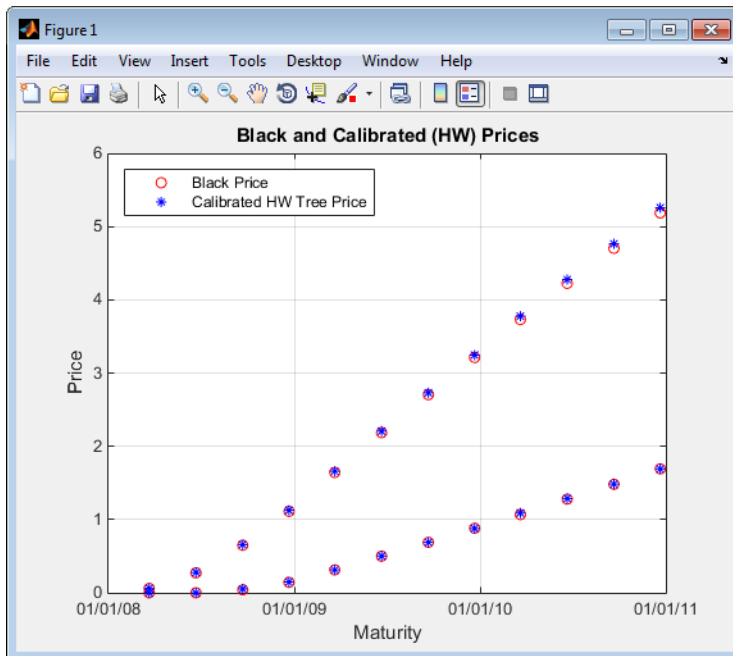 Figure 1
File Edit View Insert Tools Desktop Window Help
Black and Calibrated (HW) Prices
Black Price
Calibrated HW Tree Price
6
5
4
3
2
1
0
Price
01/01/08 01/01/09 01/01/10 01/01/11
Maturity